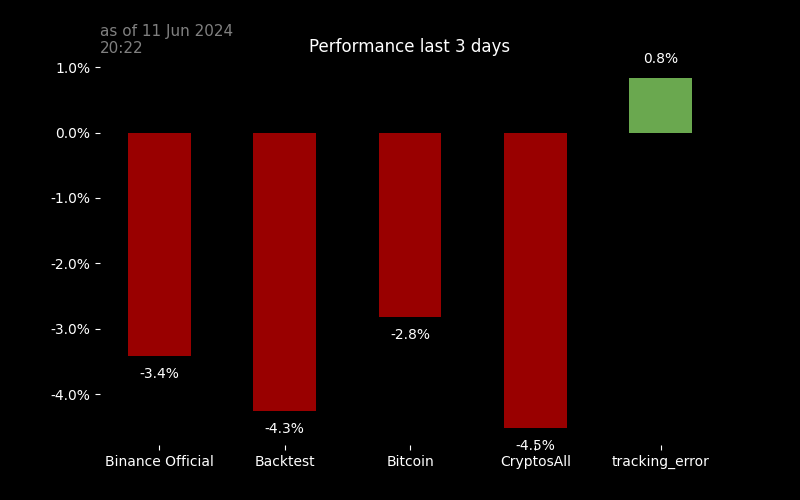 as of 11 Jun 2024
20:22
Performance last 3 days
0.8%
1.0%
0.0%
-1.0%
-2.0%
-3.0%
-4.0%
-3.4%
-4.3%
-2.8%
-4.5%
Binance Official
Backtest
Bitcoin
CryptosAll
tracking_error